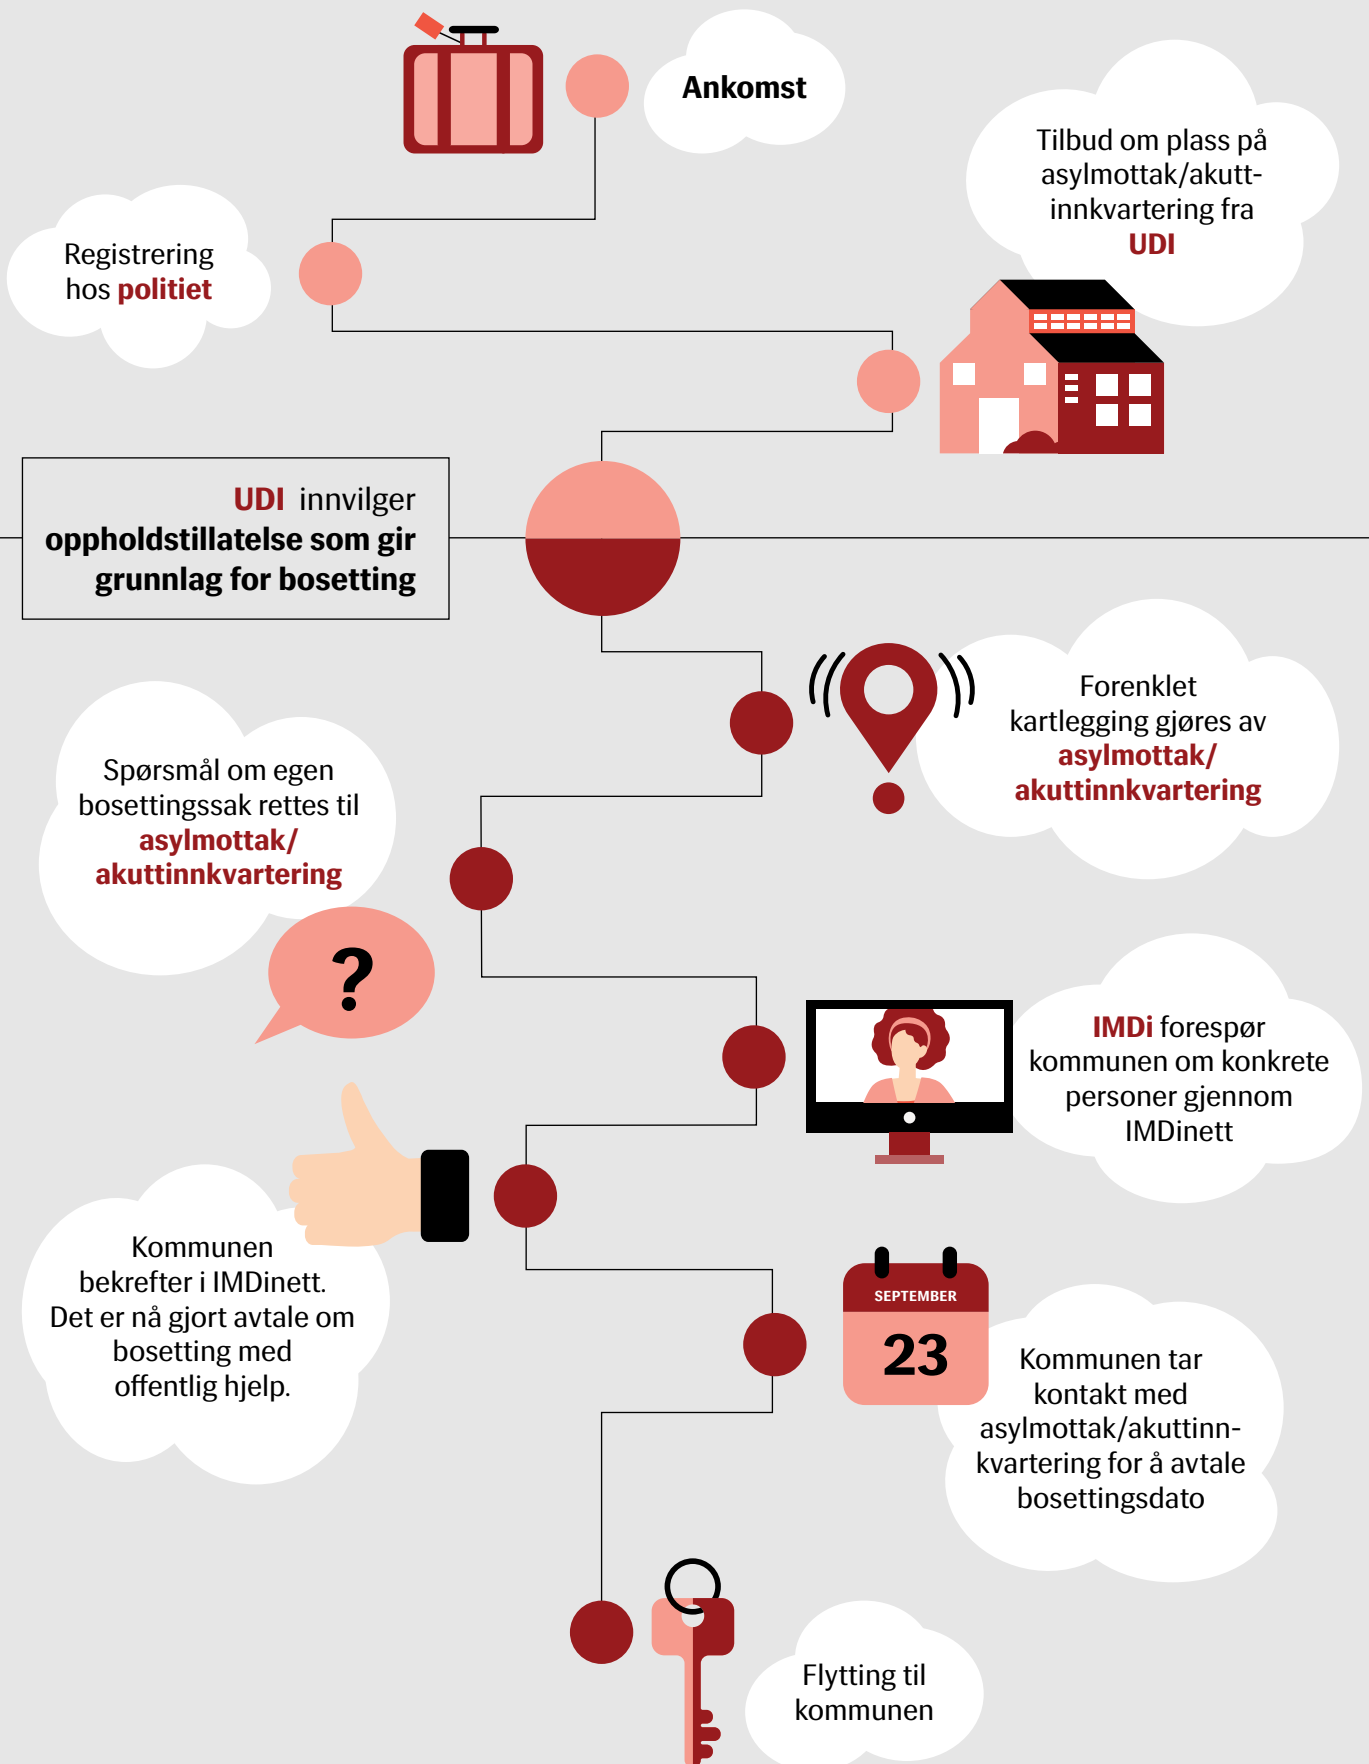 Ankomst
Registrering
hos politiet
Tilbud om plass på
asylmottak/akutt-
innkvartering fra
UDI
UDI innvilger
oppholdstillatelse som gir
grunnlag for bosetting
Forenklet
kartlegging gjøres av
asylmottak/
akuttinnkvartering
Spørsmål om egen
bosettingssak rettes til
asylmottak/
akuttinnkvartering
?
IMDi forespør
kommunen om konkrete
personer gjennom
IMDinett
Kommunen
bekrefter i IMDinett.
Det er nå gjort avtale om
bosetting med
offentlig hjelp.
SEPTEMBER
23
Kommunen tar
kontakt med
asylmottak/akuttinn-
kvartering for å avtale
bosettingsdato
Flytting til
kommunen